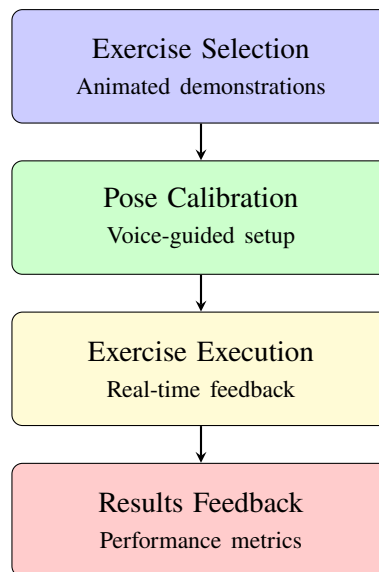 Exercise Selection
Animated demonstrations
Pose Calibration
Voice-guided setup
Exercise Execution
Real-time feedback
Results Feedback
Performance metrics